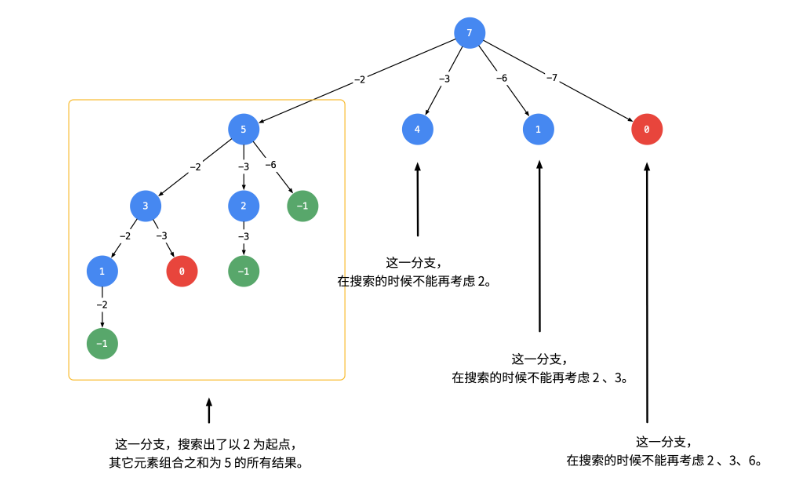 7
-2
-3
-6
-7
5
4
1
0
-2
-3
-6
3
2
-1
-2
-3
-3
1
0
-1
-2
-1
这一分支，
在搜索的时候不能再考虑 2。
这一分支，
在搜索的时候不能再考虑 2 、3。
这一分支，搜索出了以 2 为起点，
其它元素组合之和为 5 的所有结果。
这一分支，
在搜索的时候不能再考虑 2 、3、6。